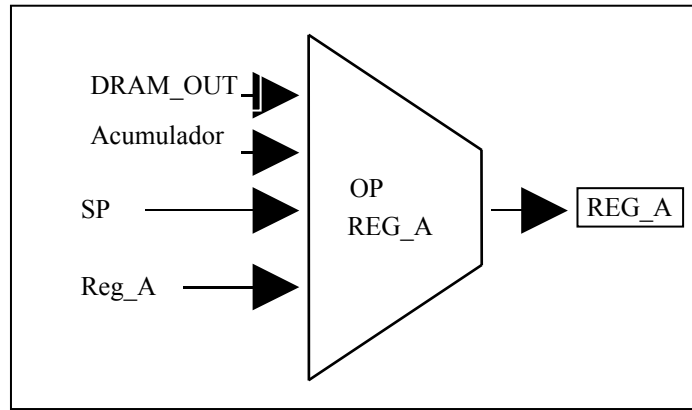 DRAM_OUT
Acumulador
SP
Reg_A
OP
REG_A
REG_A